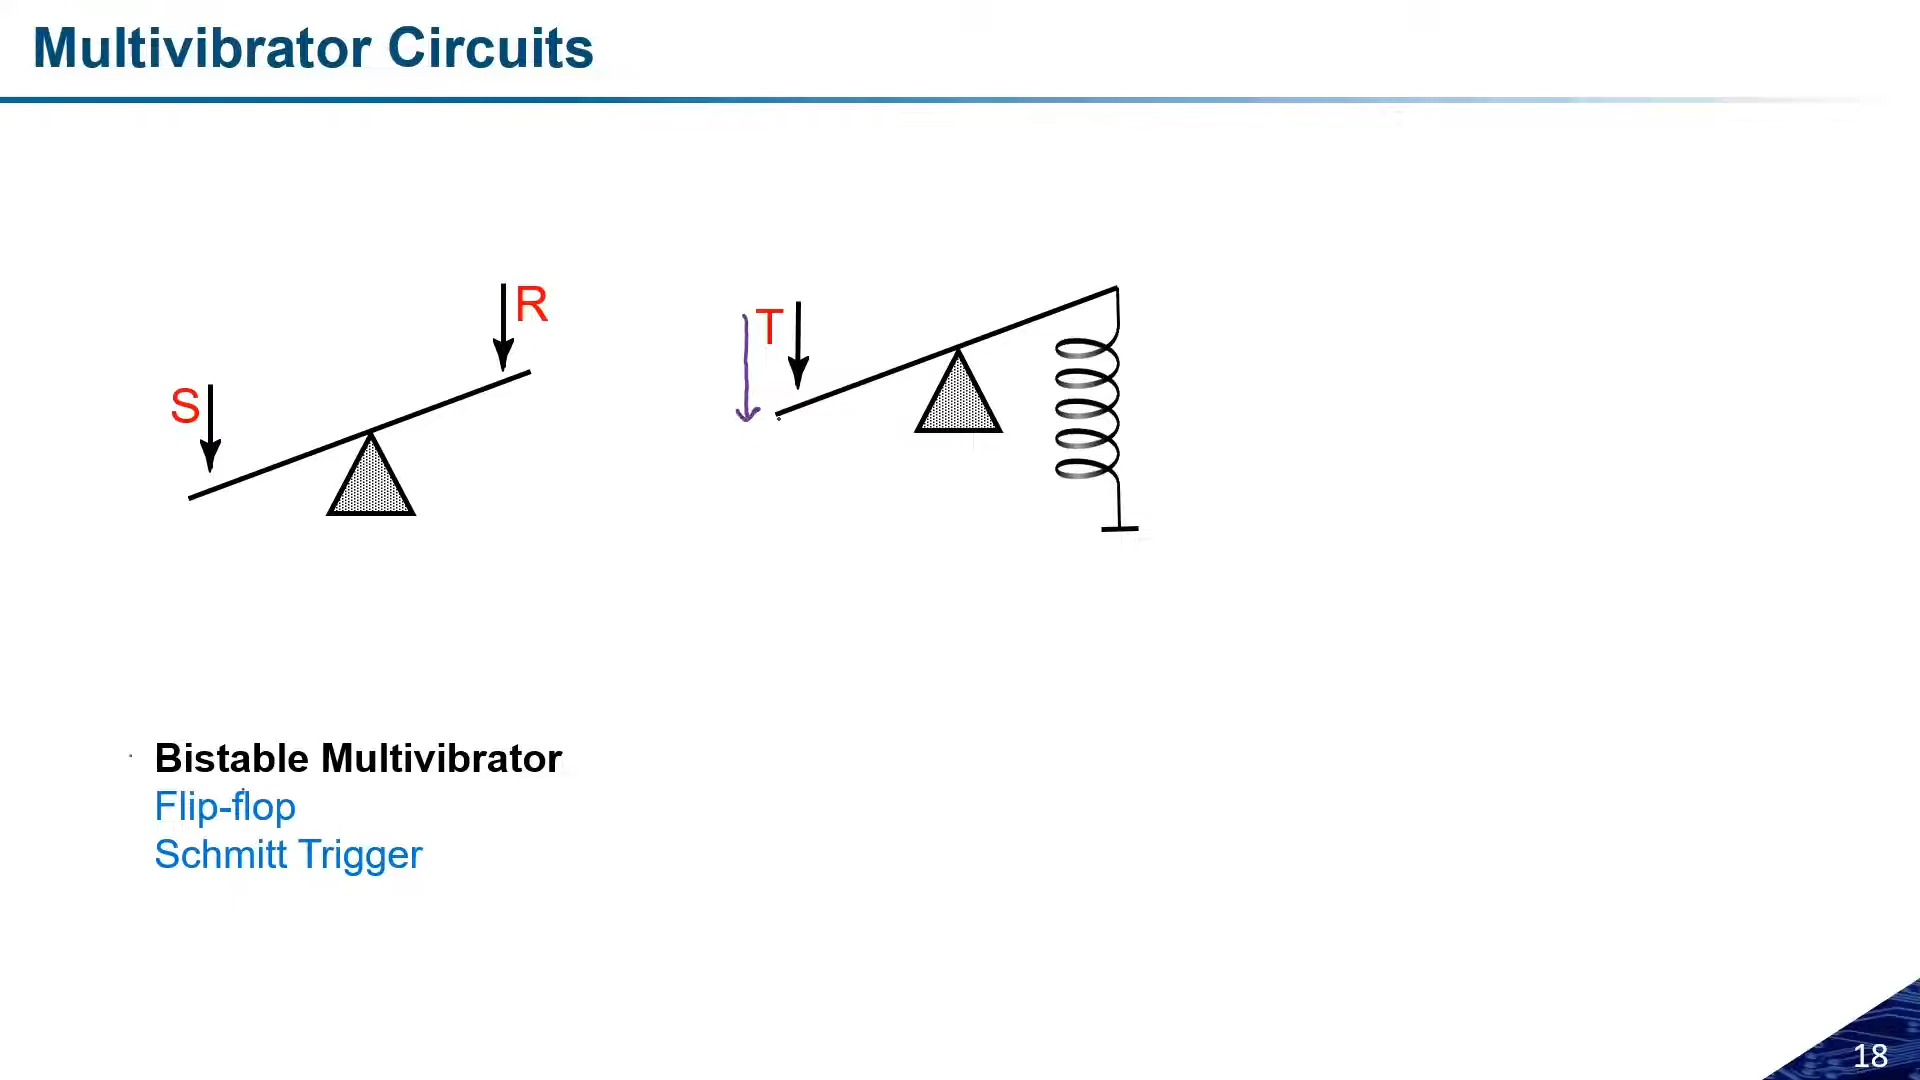 Multivibrator Circuits
R
T
S
Bistable Multivibrator
Flip-flop
Schmitt Trigger
18